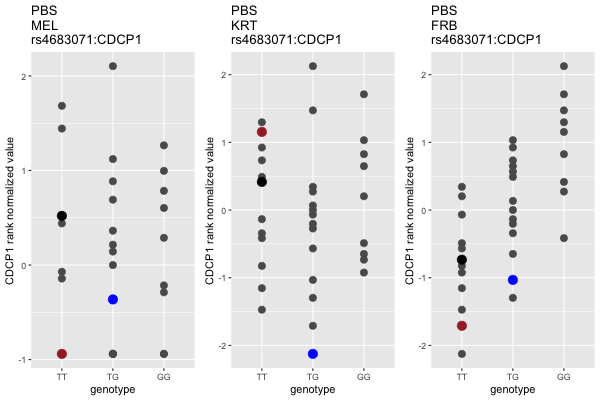 PBS
MEL
rs4683071:CDCP1
CDCP1 rank normalized value
2
1
0
-1
TT
TG
GG
genotype
PBS
KRT
rs4683071:CDCP1
CDCP1 rank normalized value
2
1
0
-1
-2
TT
TG
GG
genotype
PBS
FRB
rs4683071:CDCP1
CDCP1 rank normalized value
2
1
0
-1
-2
TT
TG
GG
genotype